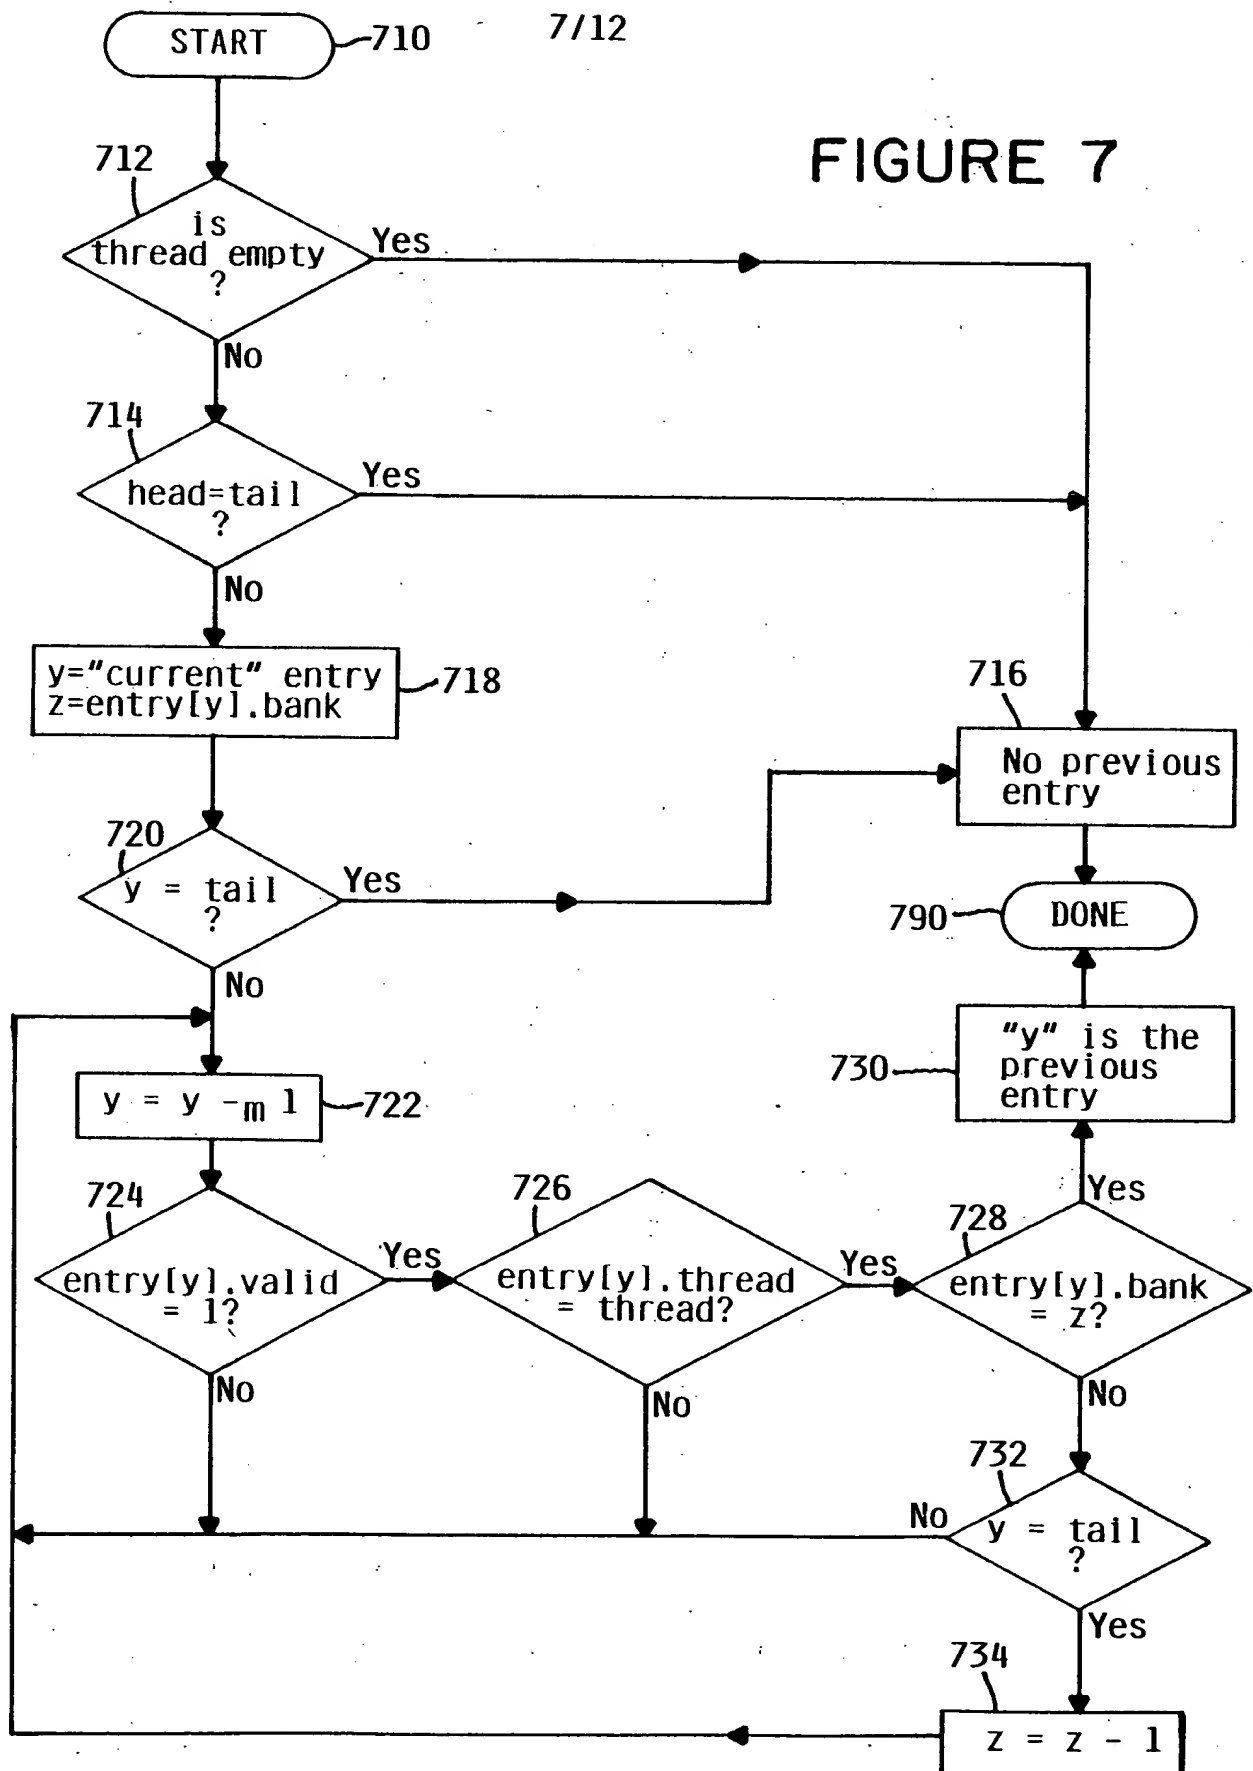 7/12
START
710
FIGURE 7
712
is
thread empty
?
Yes
No
714
head=tail
?
Yes
No
y="current" entry
z=entry[y].bank
718
716
No previous
entry
720
y = tail
?
Yes
No
790
DONE
"y" is the
previous
entry
730
y = y -m 1
722
724
entry[y].valid
= 1?
Yes
No
726
entry[y].thread
= thread?
Yes
No
728
entry[y].bank
= z?
Yes
No
732
y = tail
?
No
Yes
734
z = z - 1